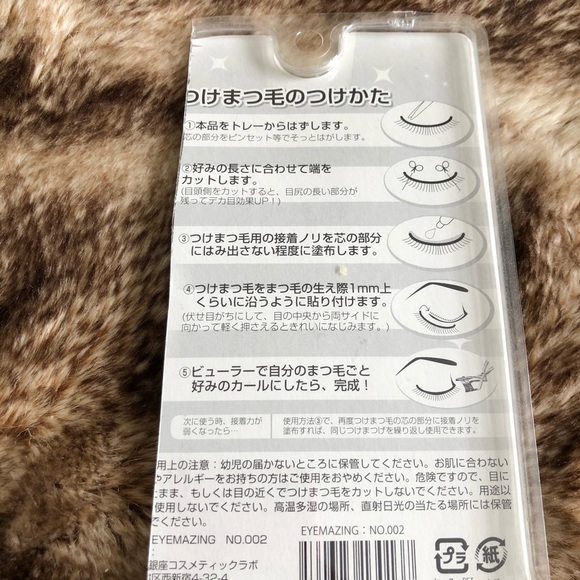 つけまつ毛のつけかた
①本品をトレーからはずします。
芯の部分をピンセット等でそっとはがします。)
②好みの長さに合わせて端を
カットします。
(目頭側をカットすると、目尻の長い部分が
残ってデカ目効果UP！)
③つけまつ毛用の接着ノリを芯の部分
にはみ出さない程度に塗布します。
④つけまつ毛をまつ毛の生え際1mm上
くらいに沿うように貼り付けます。
(伏せ目がちにして、目の中央から両サイドに
向かって軽く押さえるときれいになじみます。)
⑤ビューラーで自分のまつ毛ごと
好みのカールにしたら、完成！
次に使う時、接着力が
弱くなったら…
使用方法③で、再度つけまつ毛の芯の部分に接着ノリを
塗布すれば、同じつけまつげを繰り返し使用できます。
用上の注意：幼児の届かないところに保管してください。お肌に合わない
やアレルギーをお持ちの方はご使用をおやめください。危険ですので、目に
たまま、もしくは目の近くでつけまつ毛をカットしないでください。用途以
使用しないでください。高温多湿の場所、直射日光の当たる場所には保管
てください。
EYEMAZING NO.002
EYEMAZING：NO.002
銀座コスメティックラボ
区西新宿4-32-4
プラ
紙